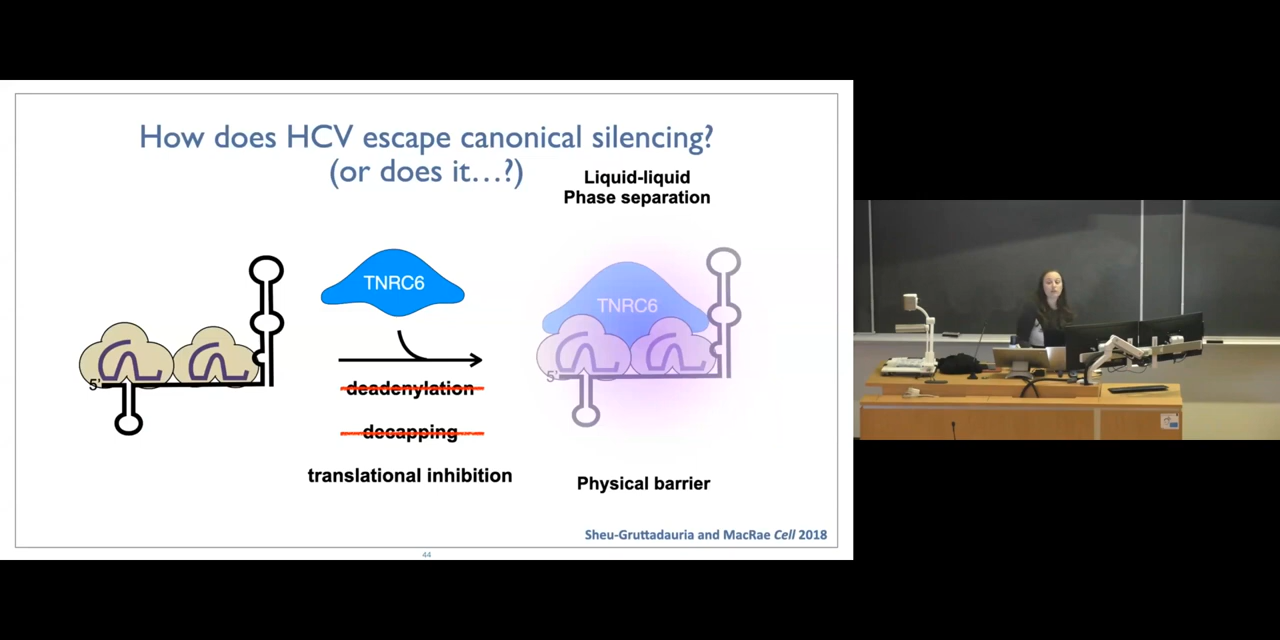 How does HCV escape canonical silencing?
(or does it…?)
Liquid-liquid
Phase separation
TNRC6
TNRC6
5'
5'
deadenylation
decapping
translational inhibition
Physical barrier
Sheu-Gruttadauria and MacRae Cell 2018
44